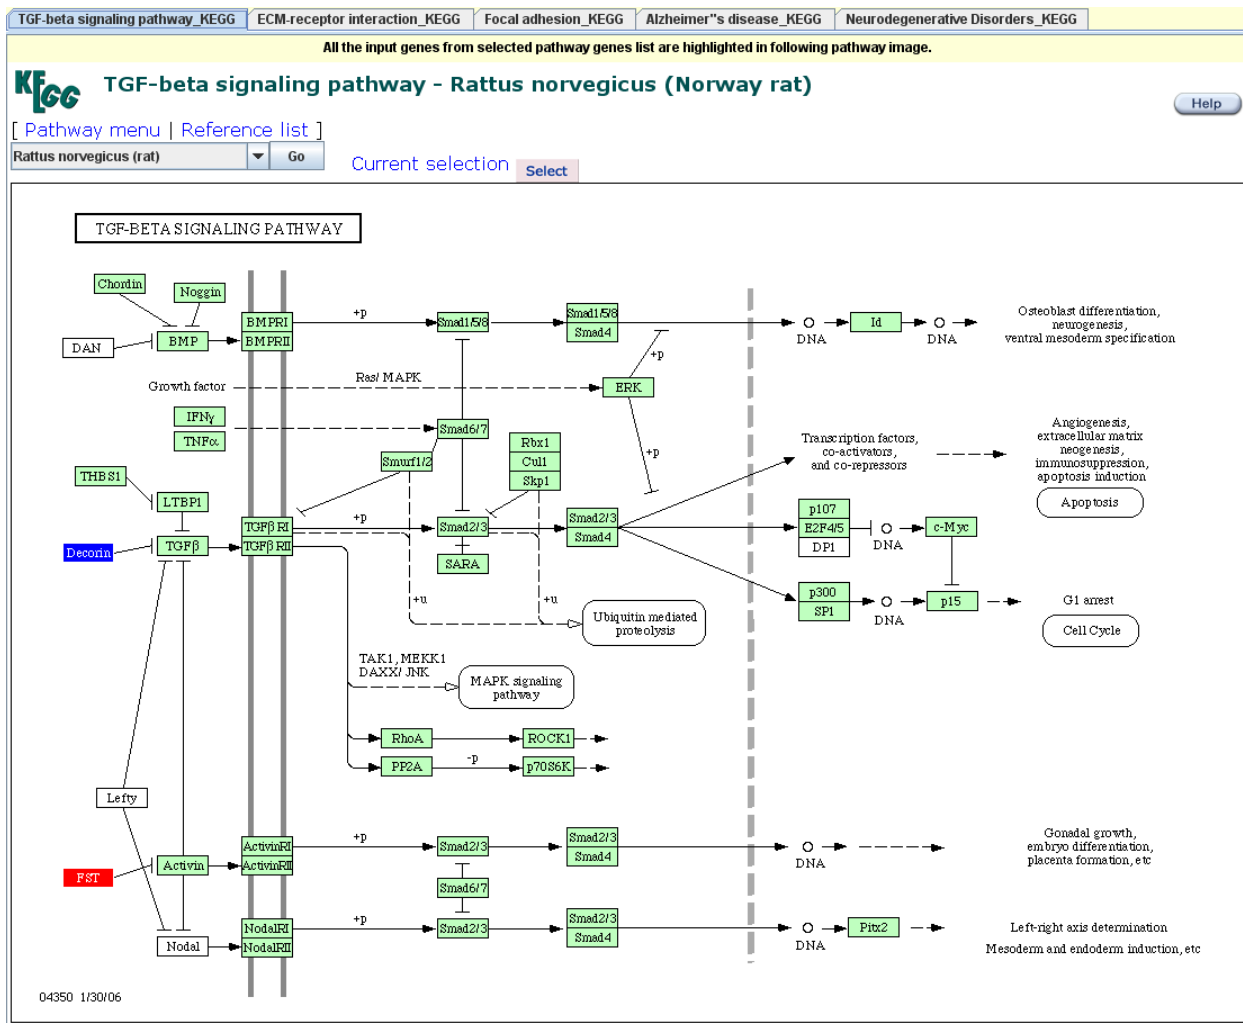 TGF-beta signaling pathway_KEGG
ECM-receptor interaction_KEGG
Focal adhesion_KEGG
Alzheimer"s disease_KEGG
Neurodegenerative Disorders_KEGG
All the input genes from selected pathway genes list are highlighted in following pathway image.
KEGG
TGF-beta signaling pathway - Rattus norvegicus (Norway rat)
Help
[ Pathway menu | Reference list ]
Rattus norvegicus (rat)
Go
Current selection
Select
TGF-BETA SIGNALING PATHWAY
Chordin
Noggin
DAN
BMP
BMPRI
BMPRII
+p
Smad1/5/8
Smad1/5/8
Smad4
DNA
Id
DNA
Osteoblast differentiation,
neurogenesis,
ventral mesoderm specification
Growth factor
Ras/ MAPK
ERK
+p
+p
IFNγ
TNFα
Smad6/7
Smurf1/2
Rbx1
Cul1
Skp1
Transcription factors,
co-activators,
and co-repressors
Angiogenesis,
extracellular matrix
neogenesis,
immunosuppression,
apoptosis induction
Apoptosis
THBS1
LTBP1
Decorin
TGFβ
TGFβ RI
TGFβ RII
+p
Smad2/3
SARA
Smad2/3
Smad4
p107
E2F4/5
DP1
DNA
c-Myc
p300
SP1
DNA
p15
G1 arrest
Cell Cycle
+u
+u
Ubiquitin mediated
proteolysis
TAK1, MEKK1
DAXX/ JNK
MAPK signaling
pathway
RhoA
ROCK1
PP2A
-p
p70S6K
Lefty
FST
Activin
ActivinRI
ActivinRII
+p
Smad2/3
Smad2/3
Smad4
DNA
Gonadal growth,
embryo differentiation,
placenta formation, etc
Smad6/7
Nodal
NodalRI
NodalRII
+p
Smad2/3
Smad2/3
Smad4
DNA
Pitx2
Left-right axis determination
Mesoderm and endoderm induction, etc
04350 1/30/06